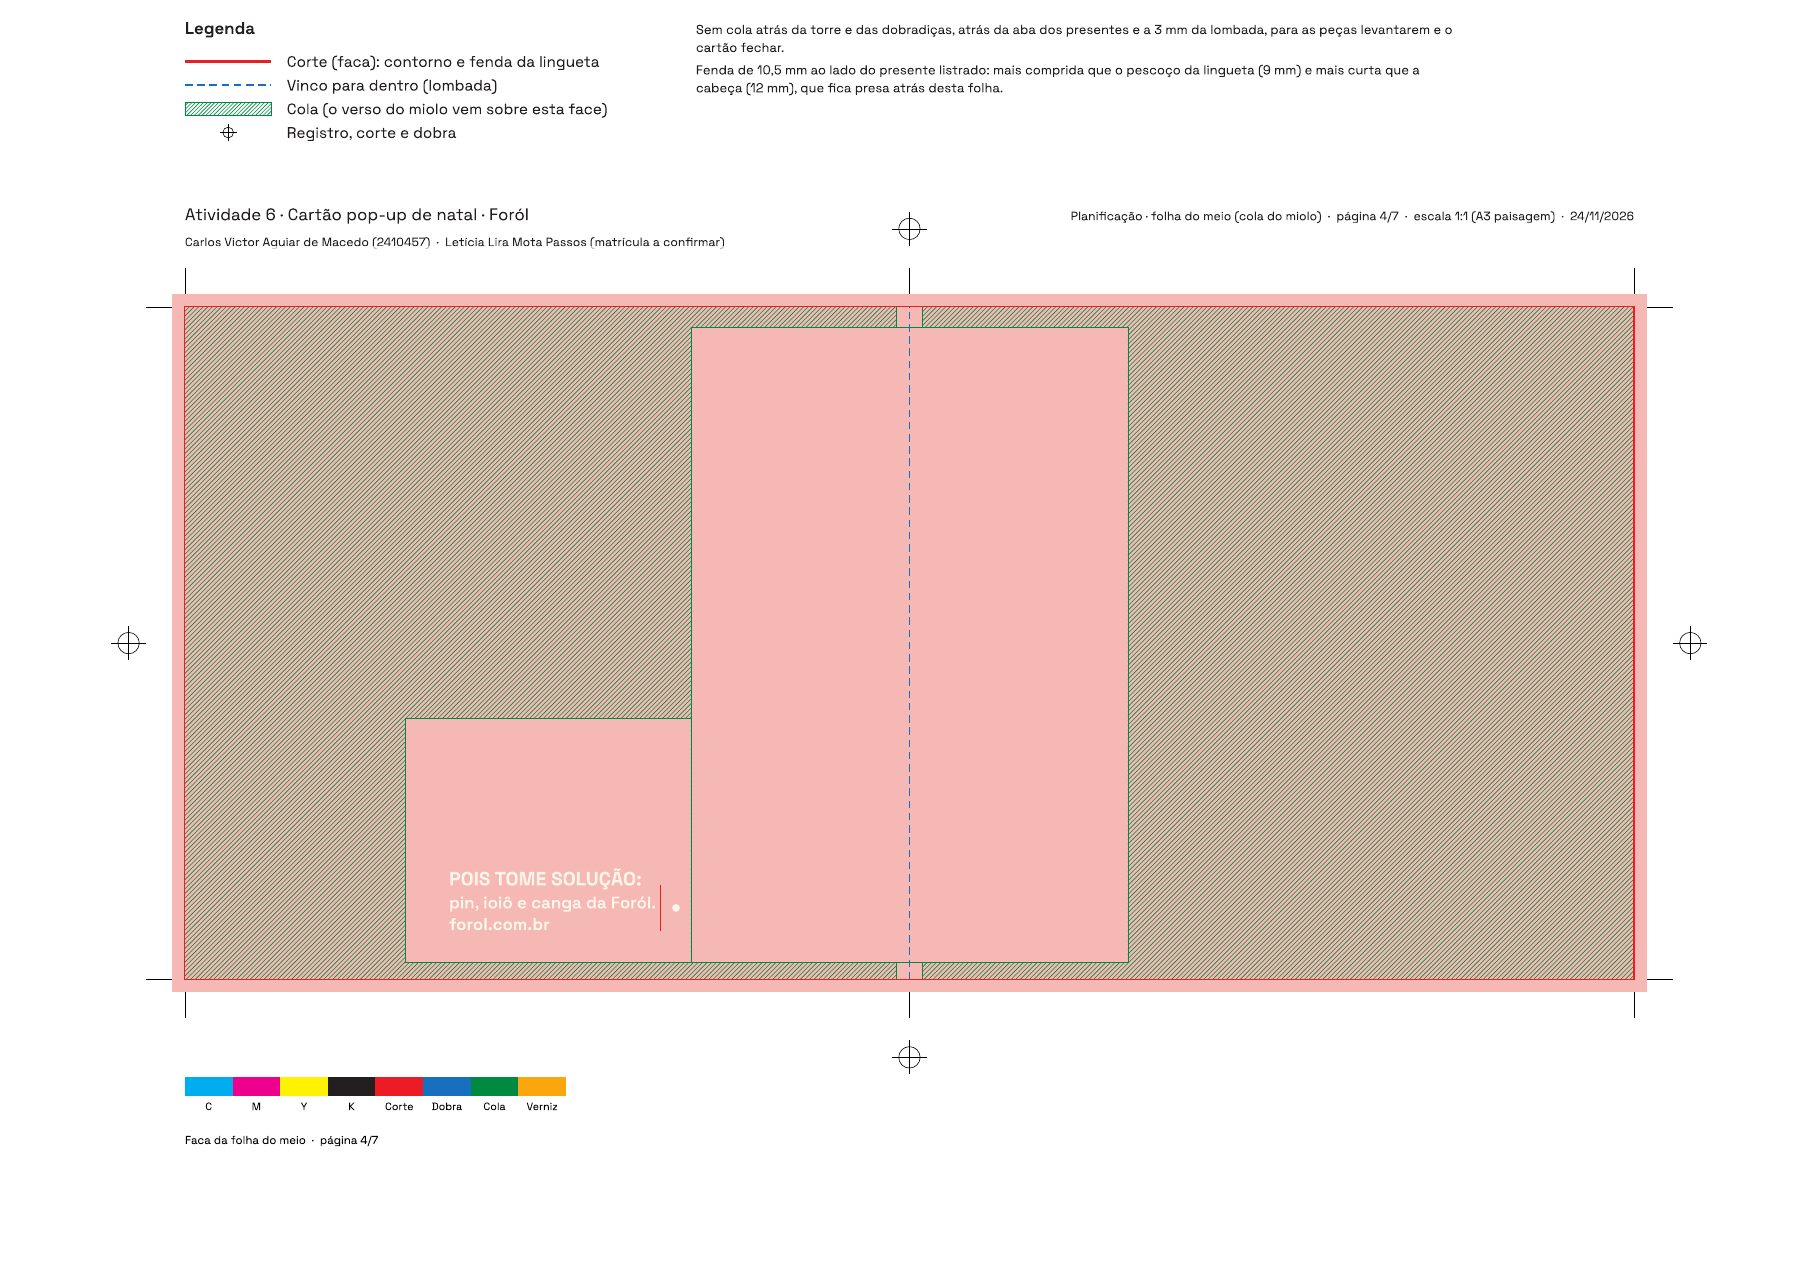 Legenda
Corte (faca): contorno e fenda da lingueta
Vinco para dentro (lombada)
Cola (o verso do miolo vem sobre esta face)
Registro, corte e dobra
Sem cola atrás da torre e das dobradiças, atrás da aba dos presentes e a 3 mm da lombada, para as peças levantarem e o
cartão fechar.
Fenda de 10,5 mm ao lado do presente listrado: mais comprida que o pescoço da lingueta (9 mm) e mais curta que a
cabeça (12 mm), que fica presa atrás desta folha.
Atividade 6 · Cartão pop-up de natal · Foról
Carlos Victor Aguiar de Macedo (2410457) · Letícia Lira Mota Passos (matrícula a confirmar)
Planificação · folha do meio (cola do miolo) · página 4/7 · escala 1:1 (A3 paisagem) · 24/11/2026
POIS TOME SOLUÇÃO:
pin, ioiô e canga da Foról.
forol.com.br
C M Y K Corte Dobra Cola Verniz
Faca da folha do meio · página 4/7